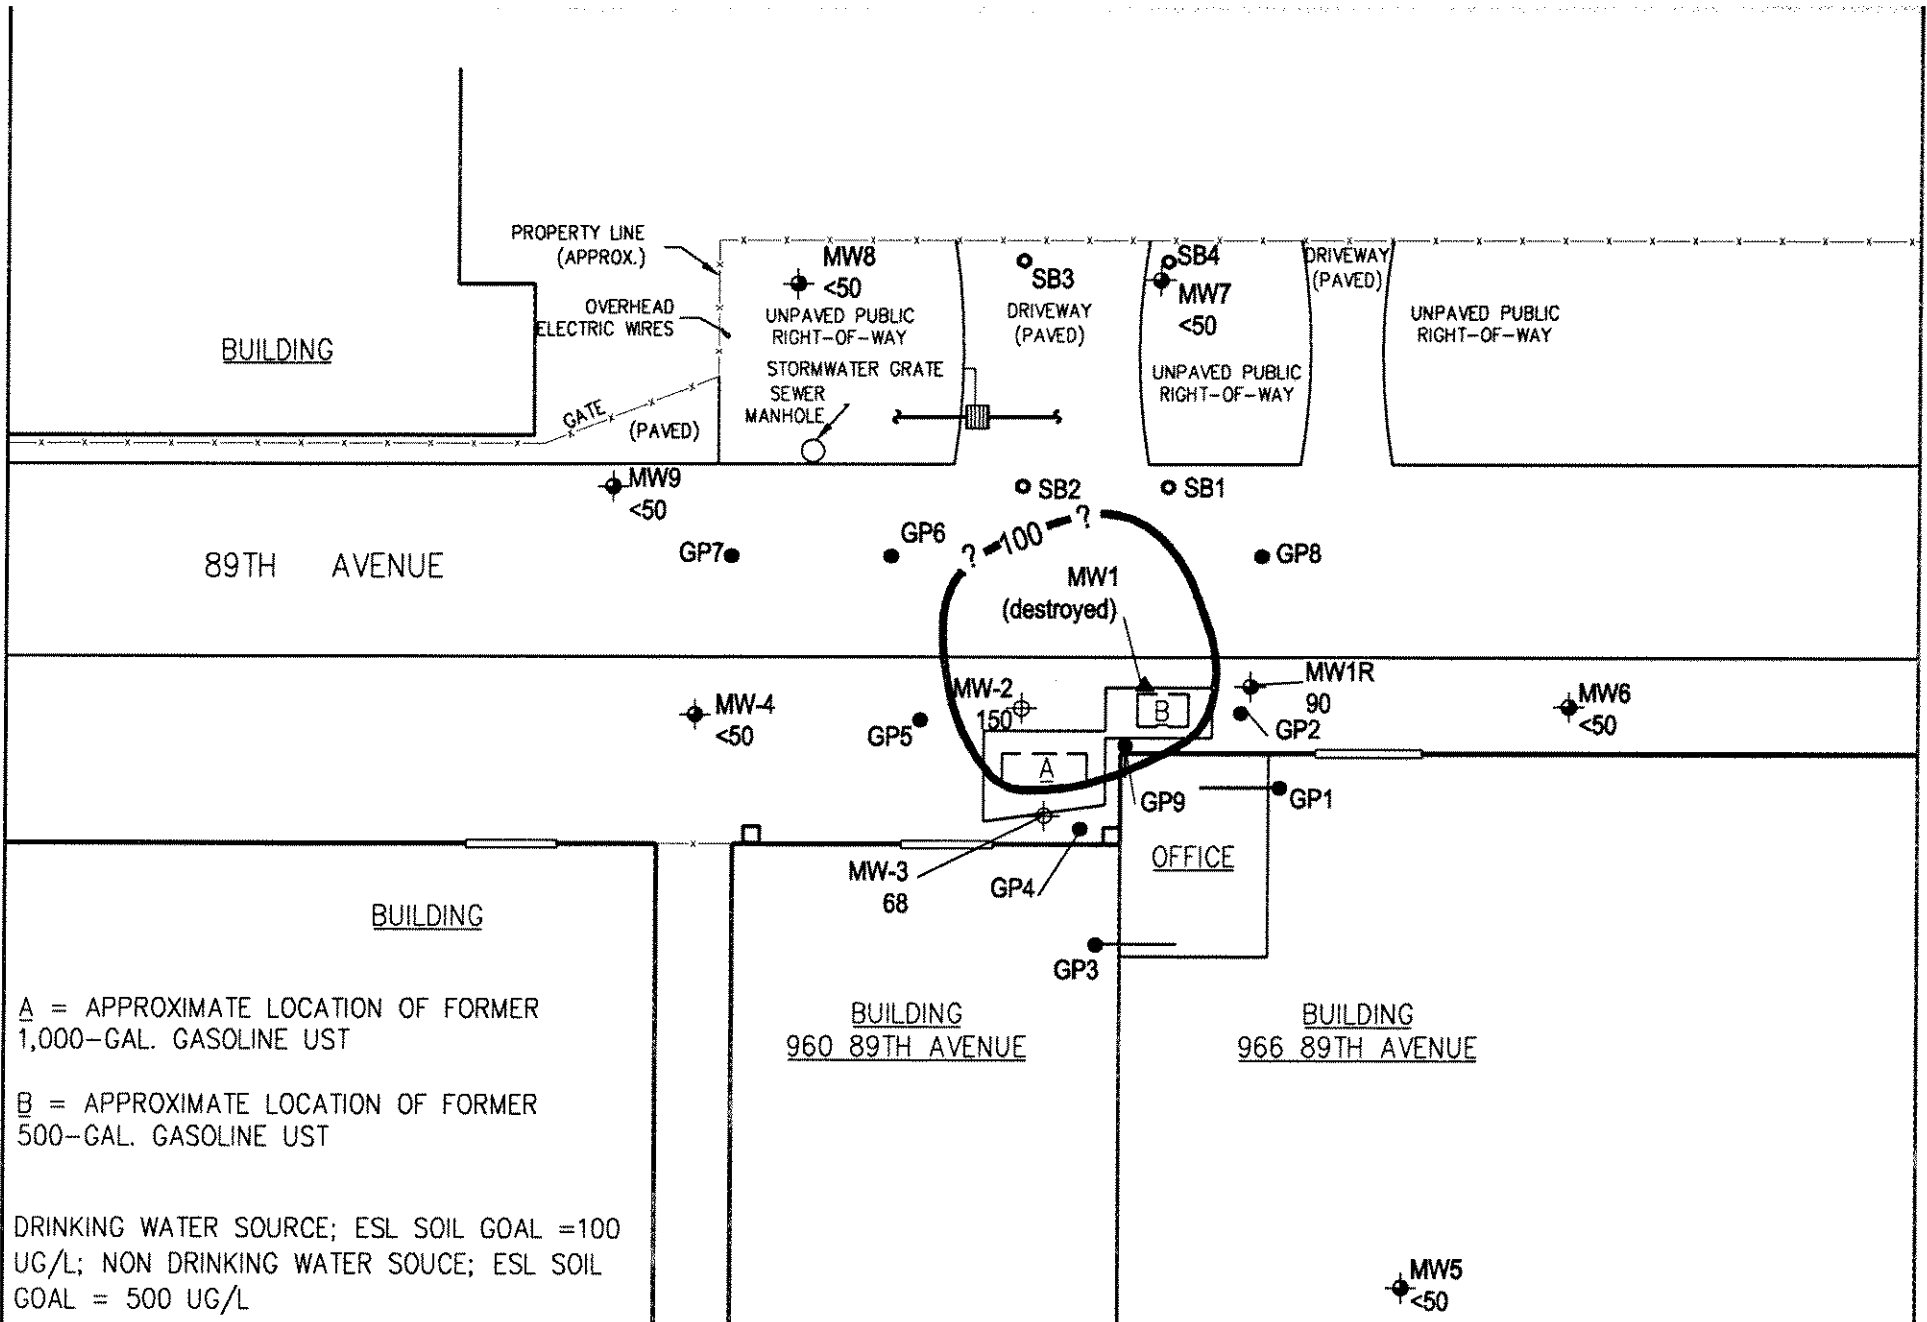 PROPERTY LINE
(APPROX.)
MW8
<50
SB3
SB4
MW7
<50
DRIVEWAY
(PAVED)
OVERHEAD
ELECTRIC WIRES
UNPAVED PUBLIC
RIGHT-OF-WAY
DRIVEWAY
(PAVED)
UNPAVED PUBLIC
RIGHT-OF-WAY
BUILDING
STORMWATER GRATE
SEWER
MANHOLE
UNPAVED PUBLIC
RIGHT-OF-WAY
GATE
(PAVED)
MW9
<50
SB2
SB1
GP7
GP6
? 100 ?
GP8
89TH AVENUE
MW1
(destroyed)
MW-4
<50
GP5
MW-2
150
B
MW1R
90
GP2
MW6
<50
A
GP9
GP1
MW-3
68
GP4
OFFICE
BUILDING
GP3
BUILDING
960 89TH AVENUE
BUILDING
966 89TH AVENUE
A = APPROXIMATE LOCATION OF FORMER
1,000-GAL. GASOLINE UST
B = APPROXIMATE LOCATION OF FORMER
500-GAL. GASOLINE UST
DRINKING WATER SOURCE; ESL SOIL GOAL =100
UG/L; NON DRINKING WATER SOUCE; ESL SOIL
GOAL = 500 UG/L
MW5
<50